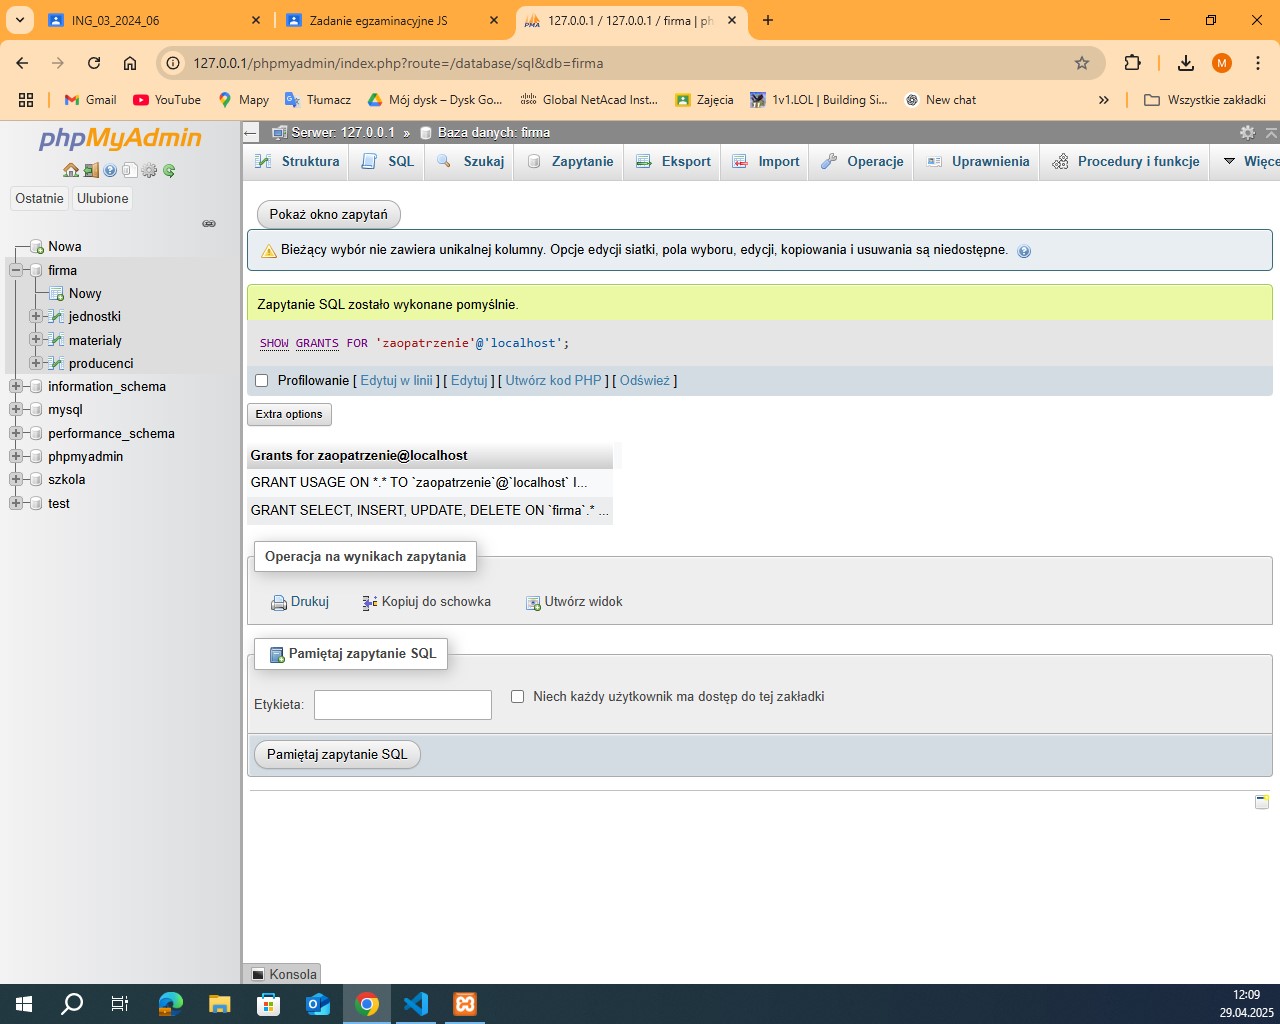 ING_03_2024_06
Zadanie egzaminacyjne JS
127.0.0.1 / 127.0.0.1 / firma | ph
127.0.0.1/phpmyadmin/index.php?route=/database/sql&db=firma
M
Gmail
YouTube
Mapy
Tłumacz
Mój dysk – Dysk Go...
Global NetAcad Inst...
Zajęcia
1v1.LOL | Building Si...
New chat
Wszystkie zakładki
phpMyAdmin
Ostatnie
Ulubione
Nowa
firma
Nowy
jednostki
materialy
producenci
information_schema
mysql
performance_schema
phpmyadmin
szkola
test
Serwer: 127.0.0.1 » Baza danych: firma
Struktura
SQL
Szukaj
Zapytanie
Eksport
Import
Operacje
Uprawnienia
Procedury i funkcje
Więce
Pokaż okno zapytań
Bieżący wybór nie zawiera unikalnej kolumny. Opcje edycji siatki, pola wyboru, edycji, kopiowania i usuwania są niedostępne.
Zapytanie SQL zostało wykonane pomyślnie.
SHOW GRANTS FOR 'zaopatrzenie'@'localhost';
Profilowanie [ Edytuj w linii ] [ Edytuj ] [ Utwórz kod PHP ] [ Odśwież ]
Extra options
Grants for zaopatrzenie@localhost
GRANT USAGE ON *.* TO `zaopatrzenie`@`localhost` I...
GRANT SELECT, INSERT, UPDATE, DELETE ON `firma`.* ...
Operacja na wynikach zapytania
Drukuj
Kopiuj do schowka
Utwórz widok
Pamiętaj zapytanie SQL
Etykieta:
Niech każdy użytkownik ma dostęp do tej zakładki
Pamiętaj zapytanie SQL
Konsola
12:09
29.04.2025